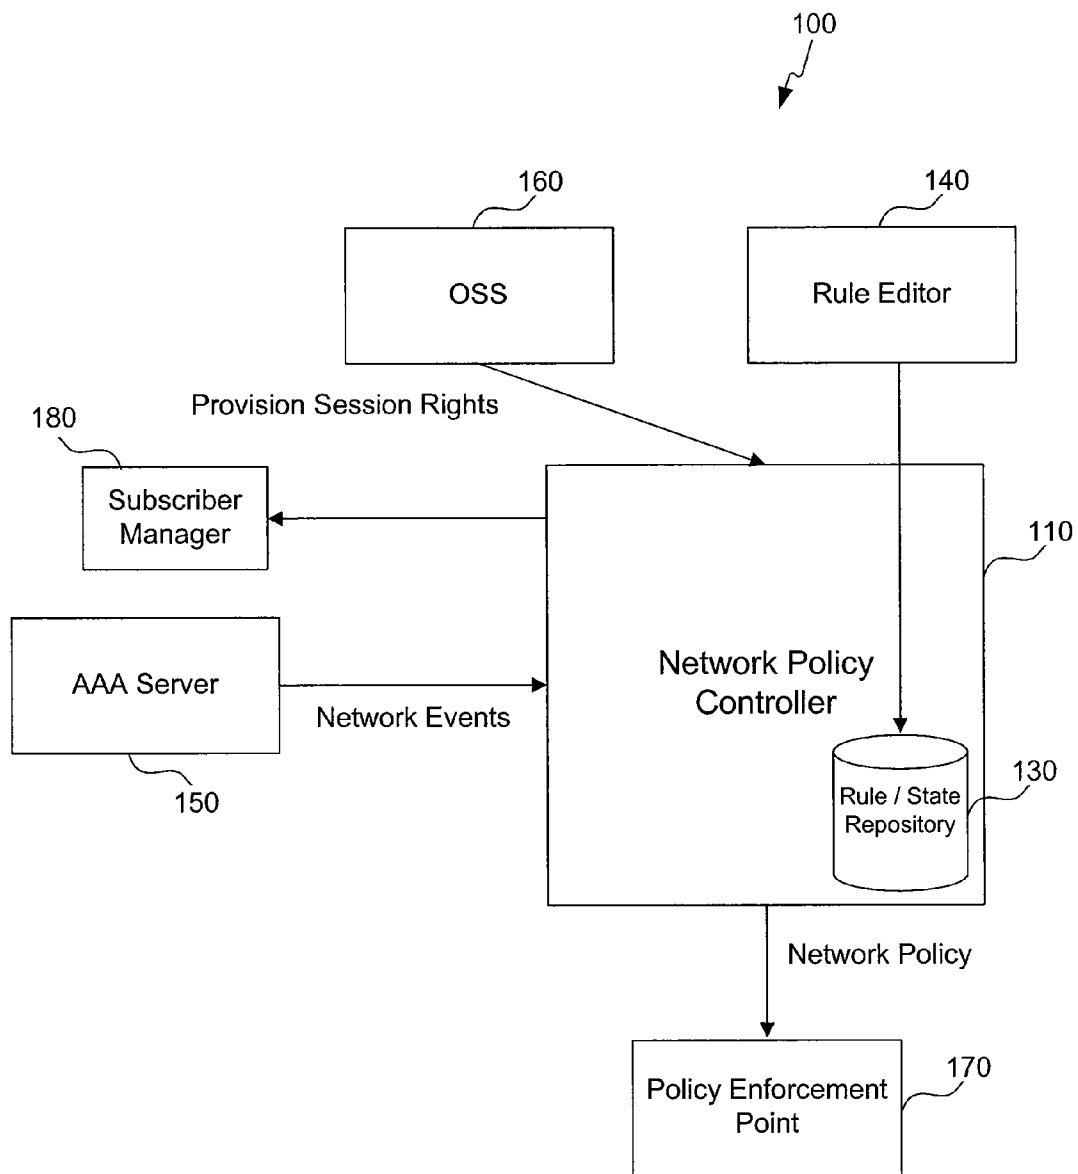 100
160
140
OSS
Rule Editor
Provision Session Rights
180
Subscriber
Manager
110
AAA Server
Network Events
150
Network Policy
Controller
Rule / State
Repository
130
Network Policy
Policy Enforcement
Point
170